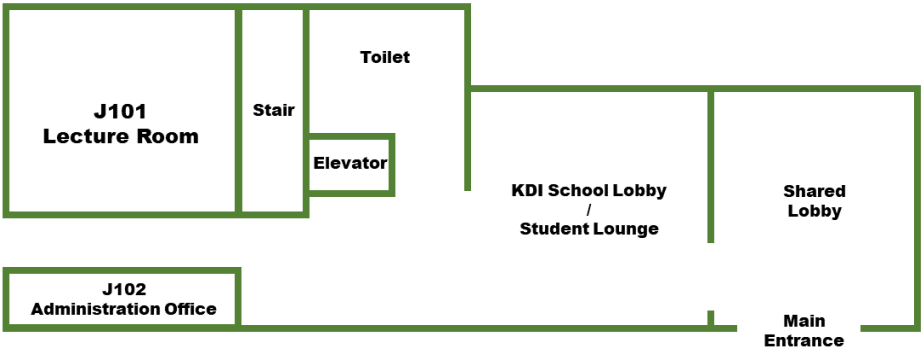 J101
Lecture Room
Stair
Toilet
Elevator
KDI School Lobby
/
Student Lounge
Shared
Lobby
J102
Administration Office
Main
Entrance